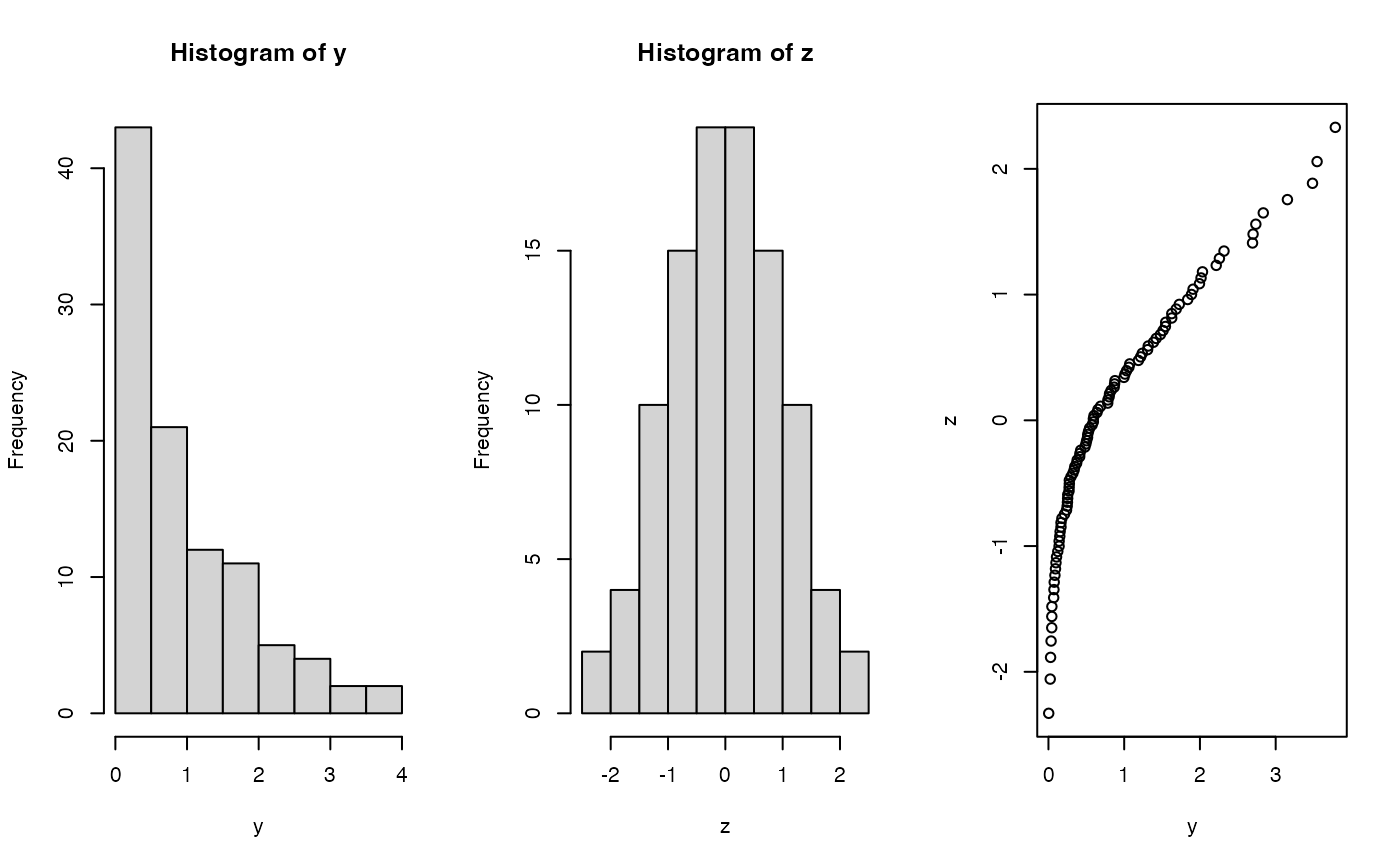 Histogram of y
Frequency
0 10 20 30 40
0 1 2 3 4
y
Histogram of z
Frequency
0 5 10 15
-2 -1 0 1 2
z
z
-2 -1 0 1 2
0 1 2 3
y